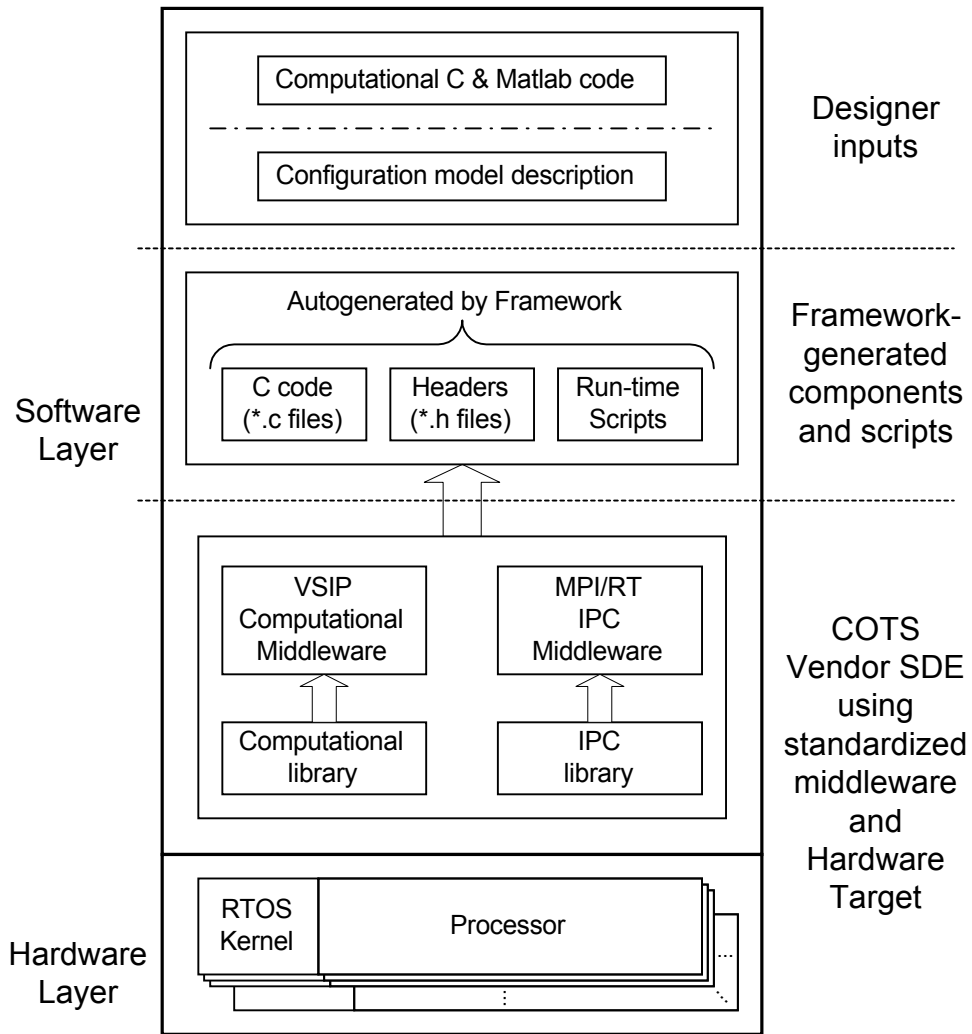 Computational C & Matlab code
Configuration model description
Designer
inputs
Autogenerated by Framework
C code
(*.c files)
Headers
(*.h files)
Run-time
Scripts
Framework-
generated
components
and scripts
Software
Layer
VSIP
Computational
Middleware
MPI/RT
IPC
Middleware
Computational
library
IPC
library
COTS
Vendor SDE
using
standardized
middleware
and
Hardware
Target
RTOS
Kernel
Processor
...
...
Hardware
Layer